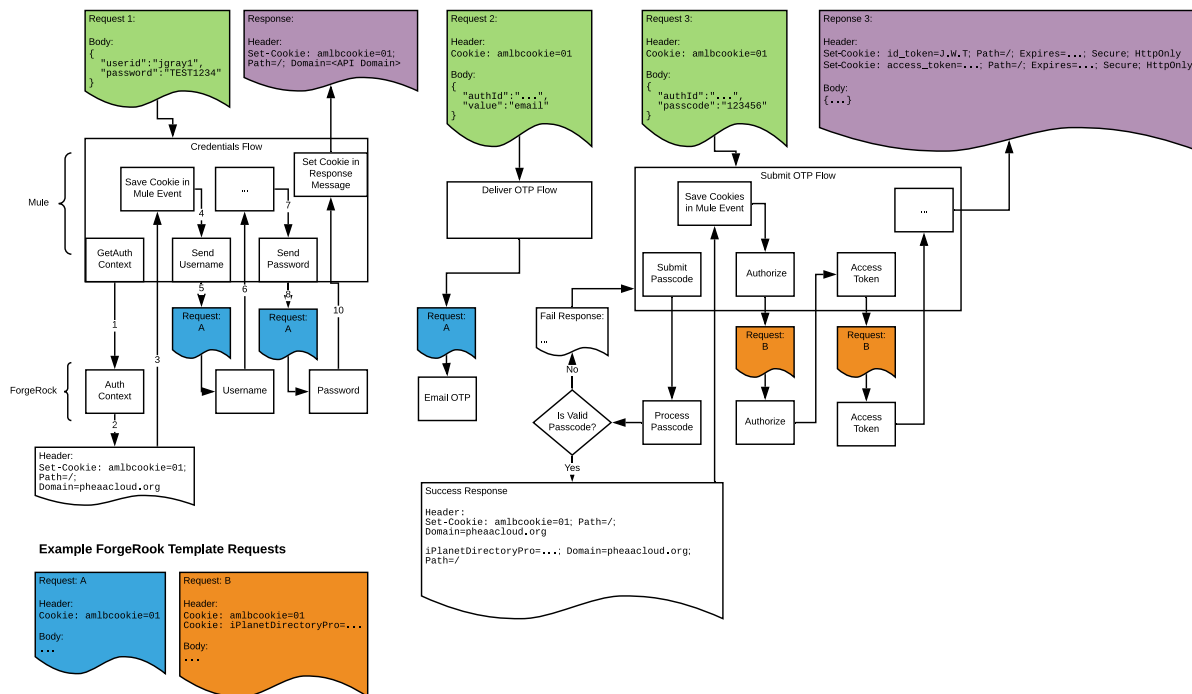 Request 1:
Body:
{
"userid":"jgray1",
"password":"TEST1234"
}
Response:
Header:
Set-Cookie: amlbcookie=01;
Path=/; Domain=<API Domain>
Request 2:
Header:
Cookie: amlbcookie=01
Body:
{
"authId":"...",
"value":"email"
}
Request 3:
Header:
Cookie: amlbcookie=01
Body:
{
"authId":"...",
"passcode":"123456"
}
Reponse 3:
Header:
Set-Cookie: id_token=J.W.T; Path=/; Expires=...; Secure; HttpOnly
Set-Cookie: access_token=...; Path=/; Expires=...; Secure; HttpOnly
Body:
{...}
Mule
Credentials Flow
Save Cookie in
Mule Event
...
Set Cookie in
Response
Message
4
7
GetAuth
Context
Send
Username
Send
Password
5
6
8
10
1
3
Request:
A
Request:
A
ForgeRock
Auth
Context
Username
Password
2
Header:
Set-Cookie: amlbcookie=01;
Path=/;
Domain=pheaacloud.org
Deliver OTP Flow
Request:
A
Email OTP
Submit OTP Flow
Save Cookies
in Mule Event
...
Submit
Passcode
Authorize
Access
Token
Fail Response:
...
Request:
B
Request:
B
No
Is Valid
Passcode?
Process
Passcode
Authorize
Access
Token
Yes
Success Response
Header:
Set-Cookie: amlbcookie=01; Path=/;
Domain=pheaacloud.org
iPlanetDirectoryPro=...; Domain=pheaacloud.org;
Path=/
Example ForgeRook Template Requests
Request: A
Header:
Cookie: amlbcookie=01
Body:
...
Request: B
Header:
Cookie: amlbcookie=01
Cookie: iPlanetDirectoryPro=...
Body:
...